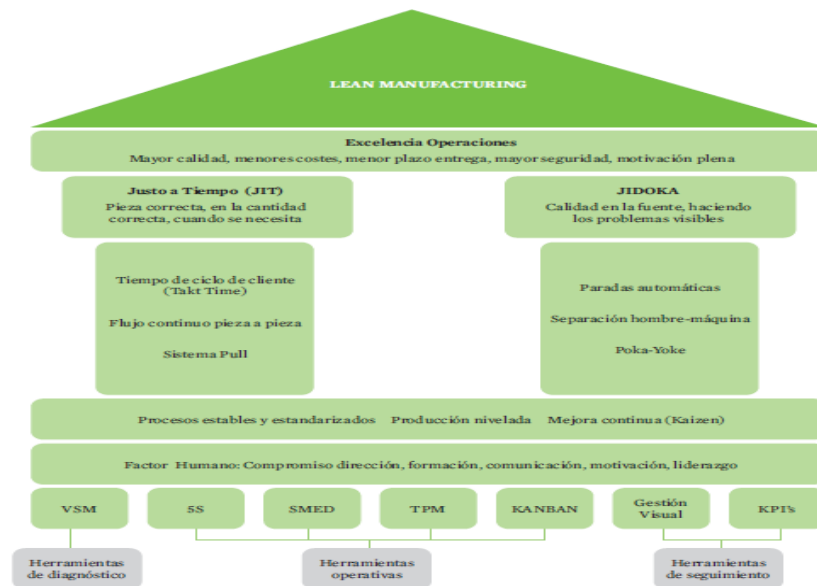 LEAN MANUFACTURING
Excelencia Operaciones
Mayor calidad, menores costes, menor plazo entrega, mayor seguridad, motivación plena
Justo a Tiempo (JIT)
Pieza correcta, en la cantidad
correcta, cuando se necesita
JIDOKA
Calidad en la fuente, haciendo
los problemas visibles
Tiempo de ciclo de cliente
(Takt Time)
Flujo continuo pieza a pieza
Sistema Pull
Paradas automáticas
Separación hombre-máquina
Poka-Yoke
Procesos estables y estandarizados Producción nivelada Mejora continua (Kaizen)
Factor Humano: Compromiso dirección, formación, comunicación, motivación, liderazgo
VSM
5S
SMED
TPM
KANBAN
Gestión
Visual
KPI's
Herramientas
de diagnóstico
Herramientas
operativas
Herramientas
de seguimiento